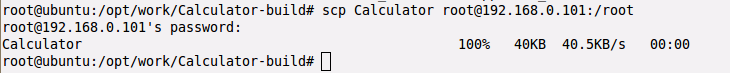 root@ubuntu:/opt/work/Calculator-build# scp Calculator root@192.168.0.101:/root
root@192.168.0.101's password:
Calculator 100% 40KB 40.5KB/s 00:00
root@ubuntu:/opt/work/Calculator-build#